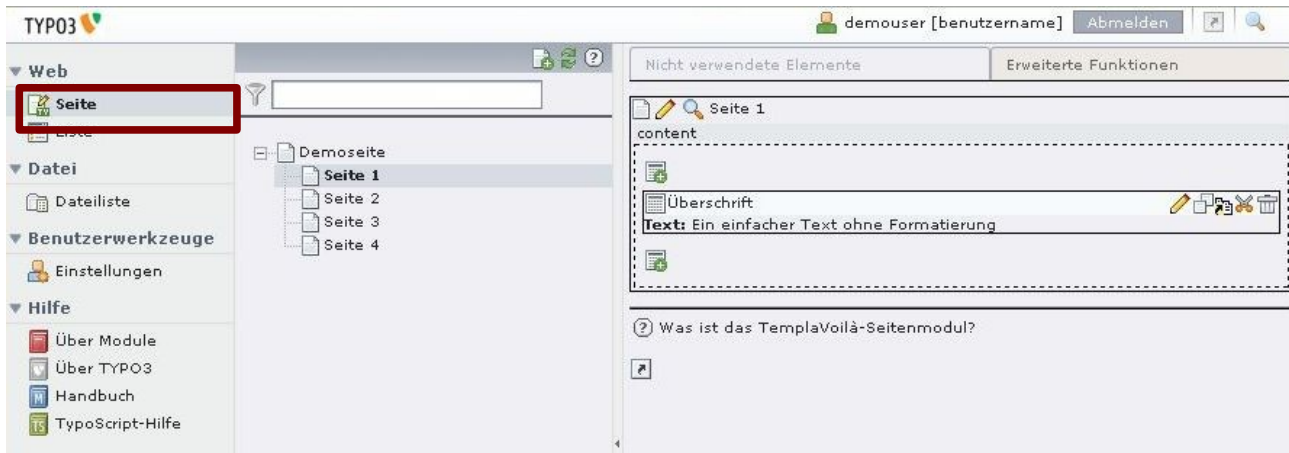 TYPO3
demouser [benutzername] Abmelden
Web
Seite
Liste
Datei
Dateiliste
Benutzerwerkzeuge
Einstellungen
Hilfe
Über Module
Über TYPO3
Handbuch
TypoScript-Hilfe
Demoseite
Seite 1
Seite 2
Seite 3
Seite 4
Nicht verwendete Elemente
Erweiterte Funktionen
Seite 1
content
Überschrift
Text: Ein einfacher Text ohne Formatierung
Was ist das TemplaVoilà-Seitenmodul?